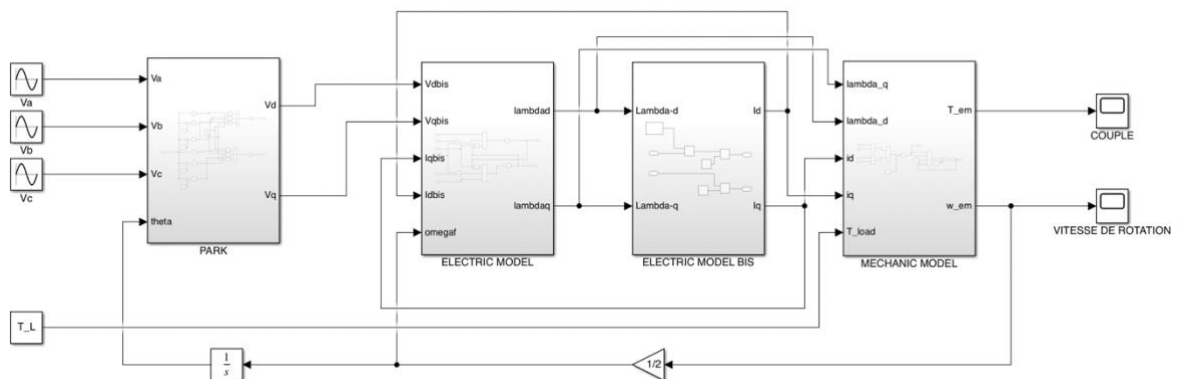 Va
Va
Vb
Vb
Vc
Vc
theta
Vd
Vq
PARK
Vdbis
Vqbis
Iqbis
Idbis
omegaf
lambdad
lambdaq
ELECTRIC MODEL
Lambda-d
Lambda-q
Id
Iq
ELECTRIC MODEL BIS
lambda_q
lambda_d
id
iq
T_load
T_em
w_em
MECHANIC MODEL
COUPLE
VITESSE DE ROTATION
T_L
1
s
1/2